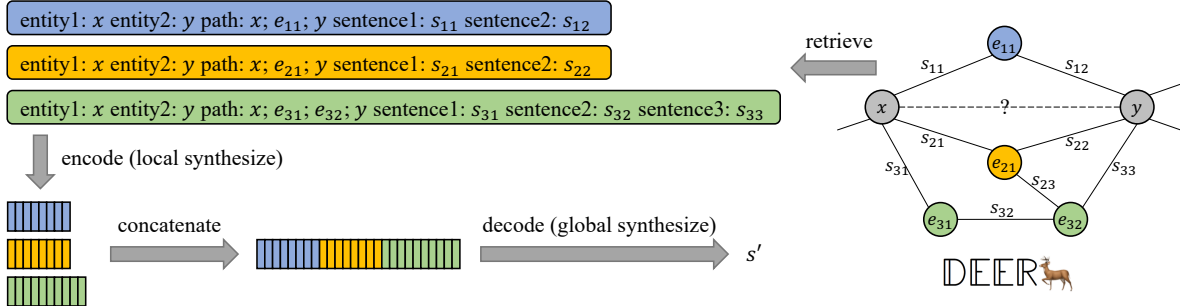 entity1: x entity2: y path: x; e₁₁; y sentence1: s₁₁ sentence2: s₁₂
entity1: x entity2: y path: x; e₂₁; y sentence1: s₂₁ sentence2: s₂₂
entity1: x entity2: y path: x; e₃₁; e₃₂; y sentence1: s₃₁ sentence2: s₃₂ sentence3: s₃₃
encode (local synthesize)
concatenate
decode (global synthesize)
s′
retrieve
e₁₁
s₁₁ s₁₂
x ? y
s₂₁ s₂₂
e₂₁
s₃₁ s₂₃ s₃₃
e₃₁ s₃₂ e₃₂
DEER